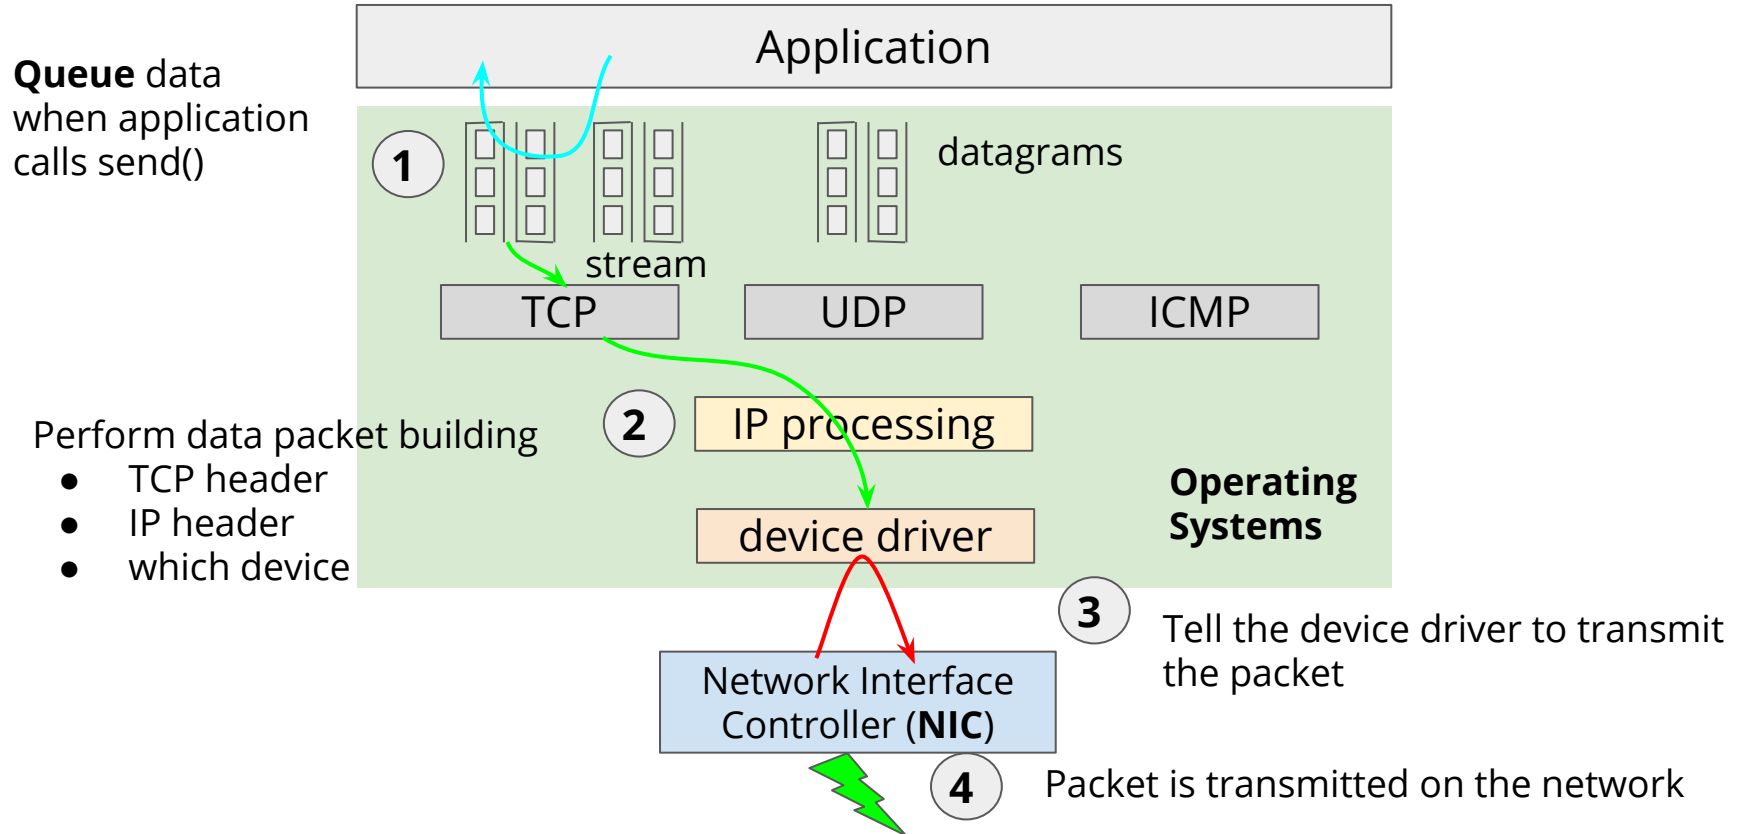 Application
Queue data
when application
calls send()
1
datagrams
stream
TCP
UDP
ICMP
2
IP processing
Perform data packet building
● TCP header
● IP header
● which device
Operating
Systems
device driver
3
Tell the device driver to transmit
the packet
Network Interface
Controller (NIC)
4
Packet is transmitted on the network